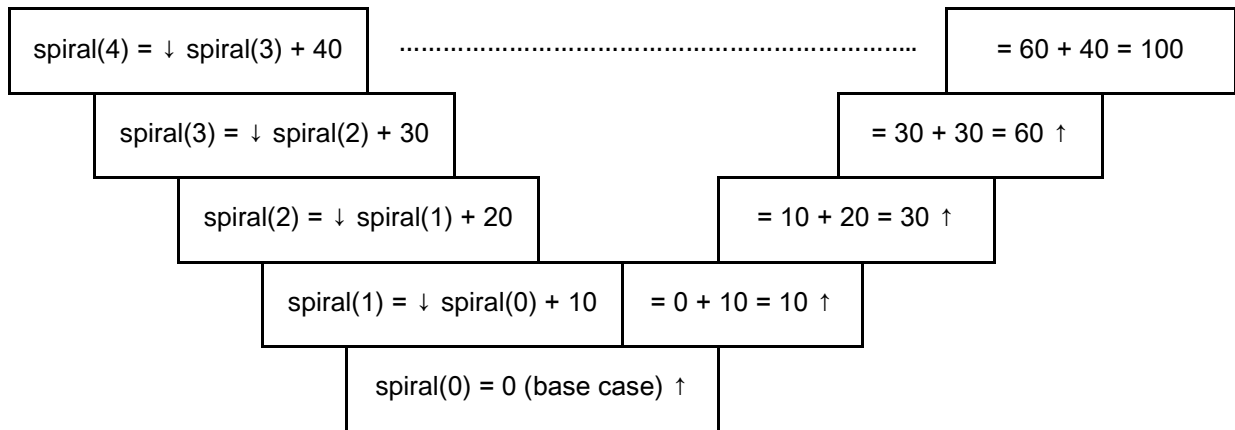 spiral(4) = ↓ spiral(3) + 40 …………………………………………………………….. = 60 + 40 = 100
spiral(3) = ↓ spiral(2) + 30 = 30 + 30 = 60 ↑
spiral(2) = ↓ spiral(1) + 20 = 10 + 20 = 30 ↑
spiral(1) = ↓ spiral(0) + 10 = 0 + 10 = 10 ↑
spiral(0) = 0 (base case) ↑